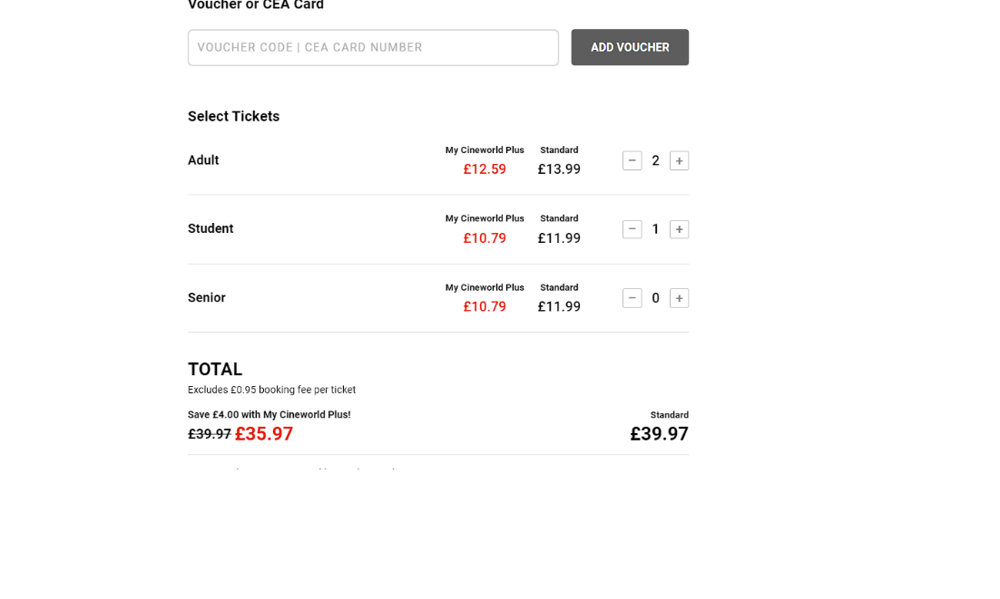 Voucher or CEA Card
VOUCHER CODE | CEA CARD NUMBER
ADD VOUCHER
Select Tickets
Adult
My Cineworld Plus
£12.59
Standard
£13.99
− 2 +
Student
My Cineworld Plus
£10.79
Standard
£11.99
− 1 +
Senior
My Cineworld Plus
£10.79
Standard
£11.99
− 0 +
TOTAL
Excludes £0.95 booking fee per ticket
Save £4.00 with My Cineworld Plus!
£39.97 £35.97
Standard
£39.97